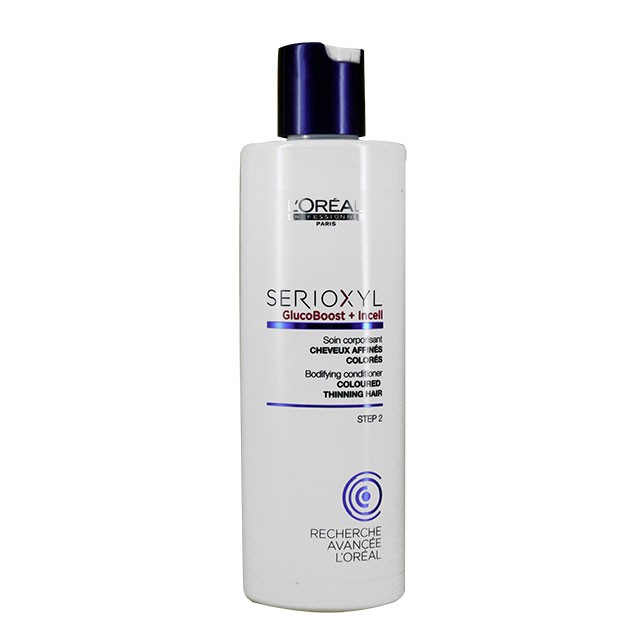 L'ORÉAL
PROFESSIONNEL
PARIS
SERIOXYL
GlucoBoost + Incell
Soin corporisant
CHEVEUX AFFINÉS
COLORÉS
Bodifying conditioner
COLOURED
THINNING HAIR
STEP 2
RECHERCHE
AVANCÉE
L'ORÉAL